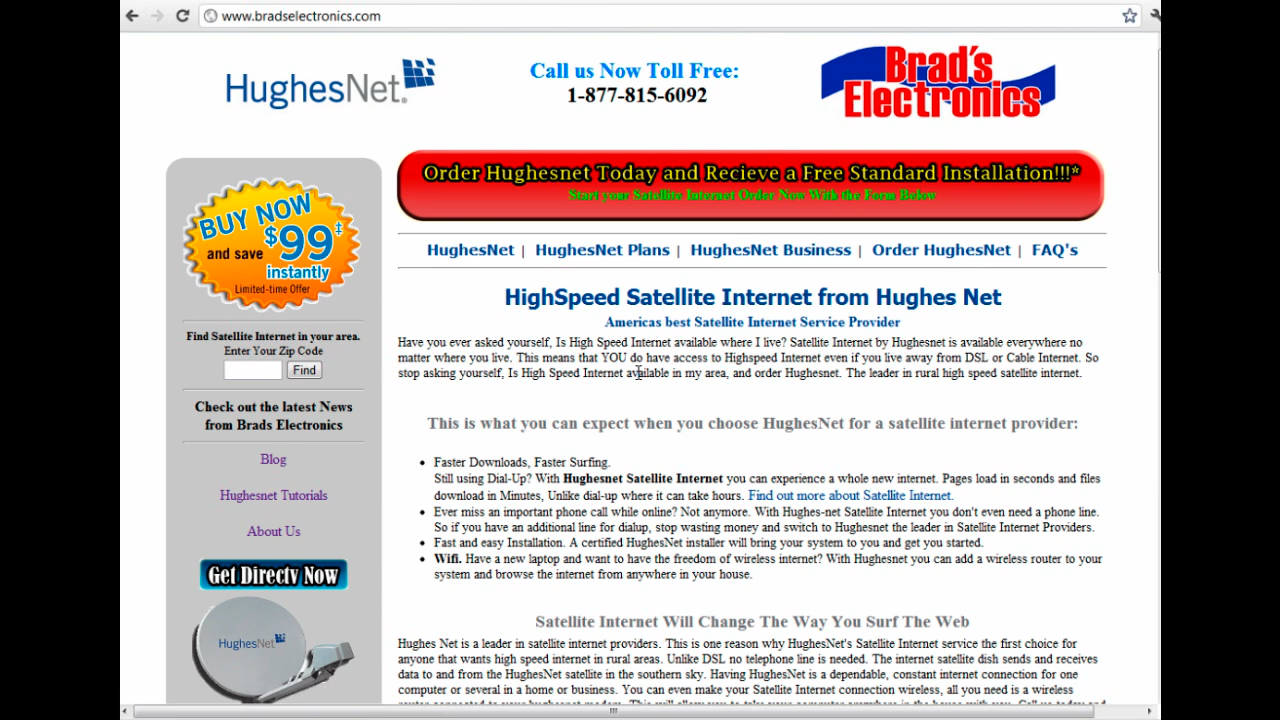 www.bradselectronics.com
HughesNet.
Call us Now Toll Free:
1-877-815-6092
Brad's
Electronics
BUY NOW
$99‡
and save
instantly
Limited-time Offer
Find Satellite Internet in your area.
Enter Your Zip Code
Find
Check out the latest News
from Brads Electronics
Blog
Hughesnet Tutorials
About Us
Get Directv Now
HughesNet
Order Hughesnet Today and Recieve a Free Standard Installation!!!*
Start your Satellite Internet Order Now With the Form Below
HughesNet | HughesNet Plans | HughesNet Business | Order HughesNet | FAQ's
HighSpeed Satellite Internet from Hughes Net
Americas best Satellite Internet Service Provider
Have you ever asked yourself, Is High Speed Internet available where I live? Satellite Internet by Hughesnet is available everywhere no
matter where you live. This means that YOU do have access to Highspeed Internet even if you live away from DSL or Cable Internet. So
stop asking yourself, Is High Speed Internet available in my area, and order Hughesnet. The leader in rural high speed satellite internet.
This is what you can expect when you choose HughesNet for a satellite internet provider:
• Faster Downloads, Faster Surfing.
Still using Dial-Up? With Hughesnet Satellite Internet you can experience a whole new internet. Pages load in seconds and files
download in Minutes, Unlike dial-up where it can take hours. Find out more about Satellite Internet.
• Ever miss an important phone call while online? Not anymore. With Hughes-net Satellite Internet you don't even need a phone line.
So if you have an additional line for dialup, stop wasting money and switch to Hughesnet the leader in Satellite Internet Providers.
• Fast and easy Installation. A certified HughesNet installer will bring your system to you and get you started.
• Wifi. Have a new laptop and want to have the freedom of wireless internet? With Hughesnet you can add a wireless router to your
system and browse the internet from anywhere in your house.
Satellite Internet Will Change The Way You Surf The Web
Hughes Net is a leader in satellite internet providers. This is one reason why HughesNet's Satellite Internet service the first choice for
anyone that wants high speed internet in rural areas. Unlike DSL no telephone line is needed. The internet satellite dish sends and receives
data to and from the HughesNet satellite in the southern sky. Having HughesNet is a dependable, constant internet connection for one
computer or several in a home or business. You can even make your Satellite Internet connection wireless, all you need is a wireless